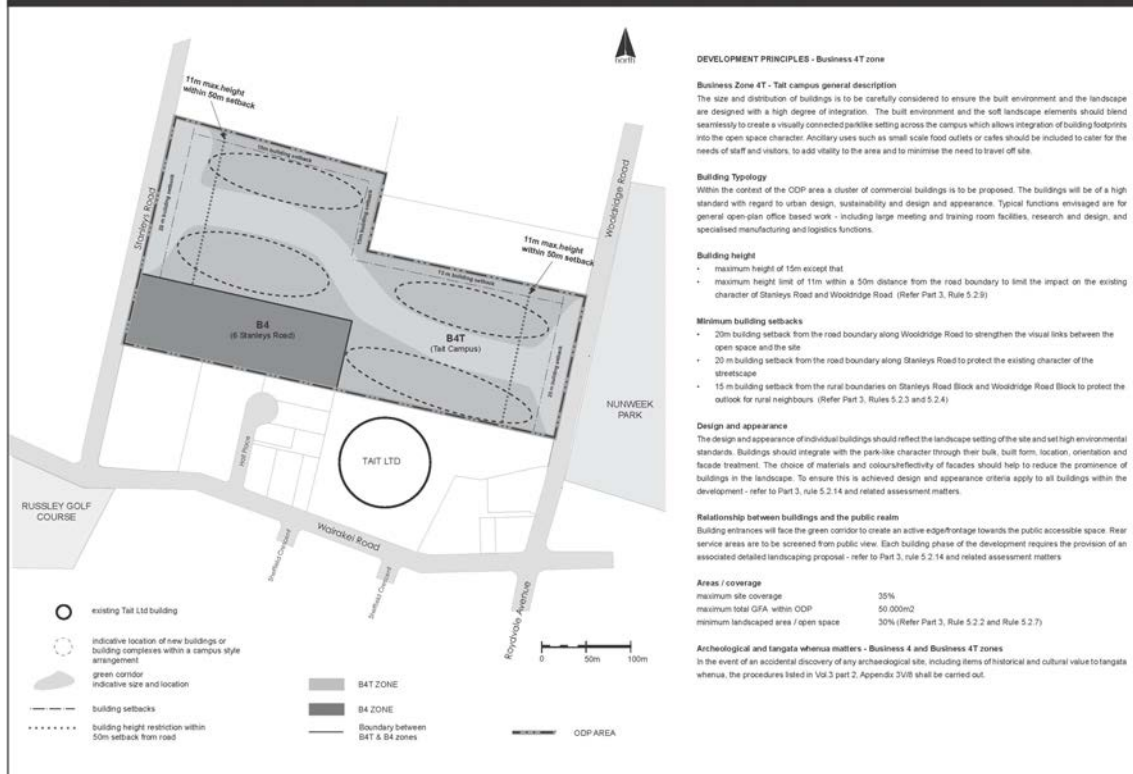 north
11m max.height
within 50m setback
15m building setback
20 m building setback
15m building setback
Stanleys Road
Wooldridge Road
11m max.height
within 50m setback
15 m building setback
20 m building setback
B4
(6 Stanleys Road)
B4T
(Tait Campus)
NUNWEEK
PARK
TAIT LTD
RUSSLEY GOLF
COURSE
Wairakei Road
Sheffield Crescent
Sheffield Crescent
Roydvale Avenue
0 50m 100m
existing Tait Ltd building
indicative location of new buildings or
building complexes within a campus style
arrangement
green corridor
indicative size and location
building setbacks
building height restriction within
50m setback from road
B4T ZONE
B4 ZONE
Boundary between
B4T & B4 zones
ODP AREA
DEVELOPMENT PRINCIPLES - Business 4T zone
Business Zone 4T - Tait campus general description
The size and distribution of buildings is to be carefully considered to ensure the built environment and the landscape
are designed with a high degree of integration. The built environment and the soft landscape elements should blend
seamlessly to create a visually connected parklike setting across the campus which allows integration of building footprints
into the open space character. Ancillary uses such as small scale food outlets or cafes should be included to cater for the
needs of staff and visitors, to add vitality to the area and to minimise the need to travel off site.
Building Typology
Within the context of the ODP area a cluster of commercial buildings is to be proposed. The buildings will be of a high
standard with regard to urban design, sustainability and design and appearance. Typical functions envisaged are for
general open-plan office based work - including large meeting and training room facilities, research and design, and
specialised manufacturing and logistics functions.
Building height
• maximum height of 15m except that
• maximum height limit of 11m within a 50m distance from the road boundary to limit the impact on the existing
character of Stanleys Road and Wooldridge Road. (Refer Part 3, Rule 5.2.9)
Minimum building setbacks
• 20m building setback from the road boundary along Wooldridge Road to strengthen the visual links between the
open space and the site
• 20 m building setback from the road boundary along Stanleys Road to protect the existing character of the
streetscape
• 15 m building setback from the rural boundaries on Stanleys Road Block and Wooldridge Road Block to protect the
outlook for rural neighbours (Refer Part 3, Rules 5.2.3 and 5.2.4)
Design and appearance
The design and appearance of individual buildings should reflect the landscape setting of the site and set high environmental
standards. Buildings should integrate with the park-like character through their bulk, built form, location, orientation and
facade treatment. The choice of materials and colours/reflectivity of facades should help to reduce the prominence of
buildings in the landscape. To ensure this is achieved design and appearance criteria apply to all buildings within the
development - refer to Part 3, rule 5.2.14 and related assessment matters.
Relationship between buildings and the public realm
Building entrances will face the green corridor to create an active edge/frontage towards the public accessible space. Rear
service areas are to be screened from public view. Each building phase of the development requires the provision of an
associated detailed landscaping proposal - refer to Part 3, rule 5.2.14 and related assessment matters
Areas / coverage
maximum site coverage 35%
maximum total GFA within ODP 50.000m2
minimum landscaped area / open space 30% (Refer Part 3, Rule 5.2.2 and Rule 5.2.7)
Archeological and tangata whenua matters - Business 4 and Business 4T zones
In the event of an accidental discovery of any archaeological site, including items of historical and cultural value to tangata
whenua, the procedures listed in Vol.3 part 2, Appendix 3V/8 shall be carried out.